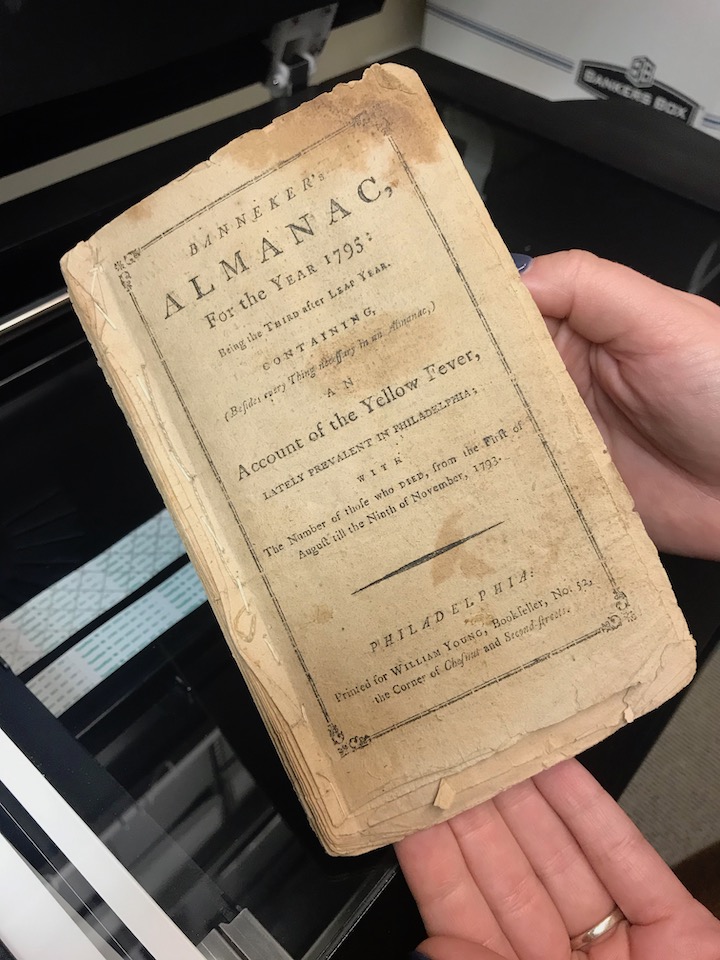 BANKERS BOX
BANNEKER's
ALMANAC,
For the YEAR 1795:
Being the THIRD after LEAP YEAR.
CONTAINING,
(Beſides every Thing neceſſary in an Almanac,)
AN
Account of the Yellow Fever,
LATELY PREVALENT IN PHILADELPHIA;
WITH
The Number of thoſe who DIED, from the Firſt of
Auguſt till the Ninth of November, 1793.
PHILADELPHIA:
Printed for WILLIAM YOUNG, Bookſeller, No. 52,
the Corner of Cheſnut and Second-ſtreets.